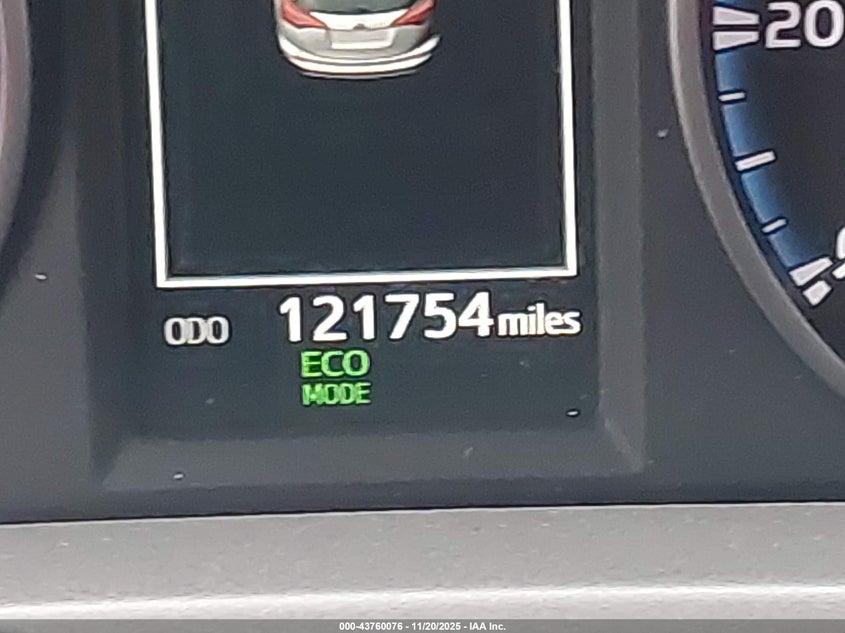 20
ODO 121754 miles
ECO
MODE
000-43760076 - 11/20/2025 - IAA Inc.